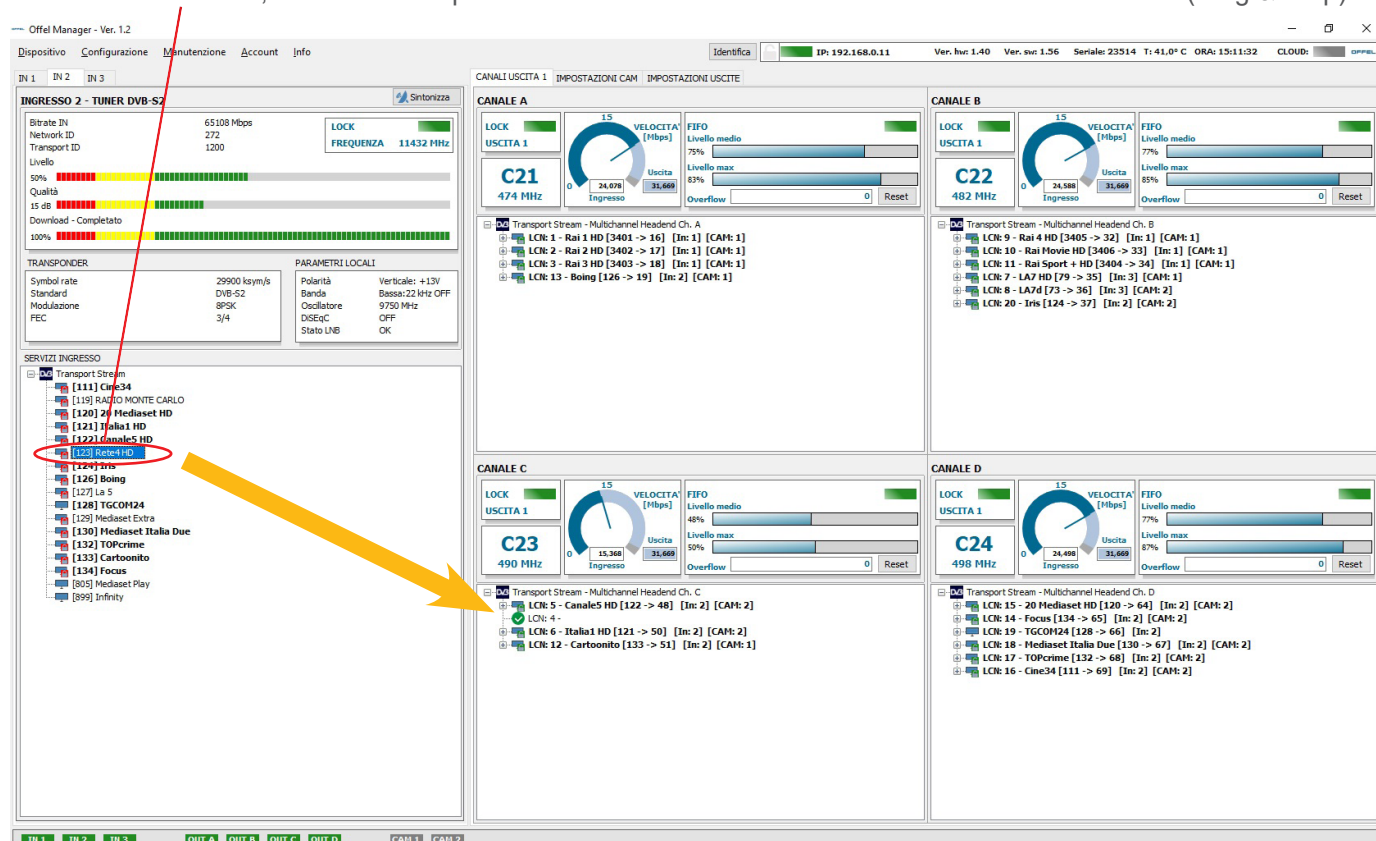 Offel Manager - Ver. 1.2
Dispositivo Configurazione Manutenzione Account Info
Identifica IP: 192.168.0.11 Ver. hw: 1.40 Ver. sw: 1.56 Seriale: 23514 T: 41,0° C ORA: 15:11:32 CLOUD: OFFEL
IN 1 IN 2 IN 3
INGRESSO 2 - TUNER DVB-S2 Sintonizza
Bitrate IN 65108 Mbps
Network ID 272
Transport ID 1200
LOCK
FREQUENZA 11432 MHz
Livello
50%
Qualità
15 dB
Download - Completato
100%
TRANSPONDER
Symbol rate 29900 ksym/s
Standard DVB-S2
Modulazione 8PSK
FEC 3/4
PARAMETRI LOCALI
Polarità Verticale: +13V
Banda Bassa:22 kHz OFF
Oscillatore 9750 MHz
DiSEqC OFF
Stato LNB OK
SERVIZI INGRESSO
DVB Transport Stream
[111] Cine34
[119] RADIO MONTE CARLO
[120] 20 Mediaset HD
[121] Italia1 HD
[122] Canale5 HD
[123] Rete4 HD
[124] Iris
[126] Boing
[127] La 5
[128] TGCOM24
[129] Mediaset Extra
[130] Mediaset Italia Due
[132] TOPcrime
[133] Cartoonito
[134] Focus
[805] Mediaset Play
[899] Infinity
CANALI USCITA 1 IMPOSTAZIONI CAM IMPOSTAZIONI USCITE
CANALE A
LOCK
USCITA 1
C21
474 MHz
15
VELOCITA'
[Mbps]
0
Uscita
24,078 31,669
Ingresso
FIFO
Livello medio
75%
Livello max
83%
Overflow 0 Reset
DVB Transport Stream - Multichannel Headend Ch. A
LCN: 1 - Rai 1 HD [3401 -> 16] [In: 1] [CAM: 1]
LCN: 2 - Rai 2 HD [3402 -> 17] [In: 1] [CAM: 1]
LCN: 3 - Rai 3 HD [3403 -> 18] [In: 1] [CAM: 1]
LCN: 13 - Boing [126 -> 19] [In: 2] [CAM: 1]
CANALE B
LOCK
USCITA 1
C22
482 MHz
15
VELOCITA'
[Mbps]
0
Uscita
24,588 31,669
Ingresso
FIFO
Livello medio
77%
Livello max
85%
Overflow 0 Reset
DVB Transport Stream - Multichannel Headend Ch. B
LCN: 9 - Rai 4 HD [3405 -> 32] [In: 1] [CAM: 1]
LCN: 10 - Rai Movie HD [3406 -> 33] [In: 1] [CAM: 1]
LCN: 11 - Rai Sport + HD [3404 -> 34] [In: 1] [CAM: 1]
LCN: 7 - LA7 HD [79 -> 35] [In: 3] [CAM: 1]
LCN: 8 - LA7d [73 -> 36] [In: 3] [CAM: 2]
LCN: 20 - Iris [124 -> 37] [In: 2] [CAM: 2]
CANALE C
LOCK
USCITA 1
C23
490 MHz
15
VELOCITA'
[Mbps]
0
Uscita
15,368 31,669
Ingresso
FIFO
Livello medio
48%
Livello max
50%
Overflow 0 Reset
DVB Transport Stream - Multichannel Headend Ch. C
LCN: 5 - Canale5 HD [122 -> 48] [In: 2] [CAM: 2]
LCN: 4 -
LCN: 6 - Italia1 HD [121 -> 50] [In: 2] [CAM: 2]
LCN: 12 - Cartoonito [133 -> 51] [In: 2] [CAM: 1]
CANALE D
LOCK
USCITA 1
C24
498 MHz
15
VELOCITA'
[Mbps]
0
Uscita
24,498 31,669
Ingresso
FIFO
Livello medio
77%
Livello max
87%
Overflow 0 Reset
DVB Transport Stream - Multichannel Headend Ch. D
LCN: 15 - 20 Mediaset HD [120 -> 64] [In: 2] [CAM: 2]
LCN: 14 - Focus [134 -> 65] [In: 2] [CAM: 2]
LCN: 19 - TGCOM24 [128 -> 66] [In: 2]
LCN: 18 - Mediaset Italia Due [130 -> 67] [In: 2] [CAM: 2]
LCN: 17 - TOPcrime [132 -> 68] [In: 2] [CAM: 2]
LCN: 16 - Cine34 [111 -> 69] [In: 2] [CAM: 2]
IN 1 IN 2 IN 3 OUT A OUT B OUT C OUT D CAM 1 CAM 2